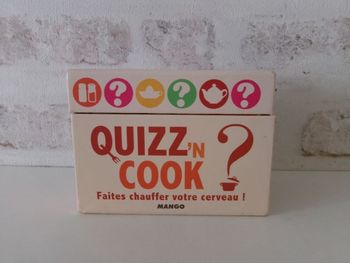 ? ? ?
QUIZZ'N
COOK ?
Faites chauffer votre cerveau !
MANGO